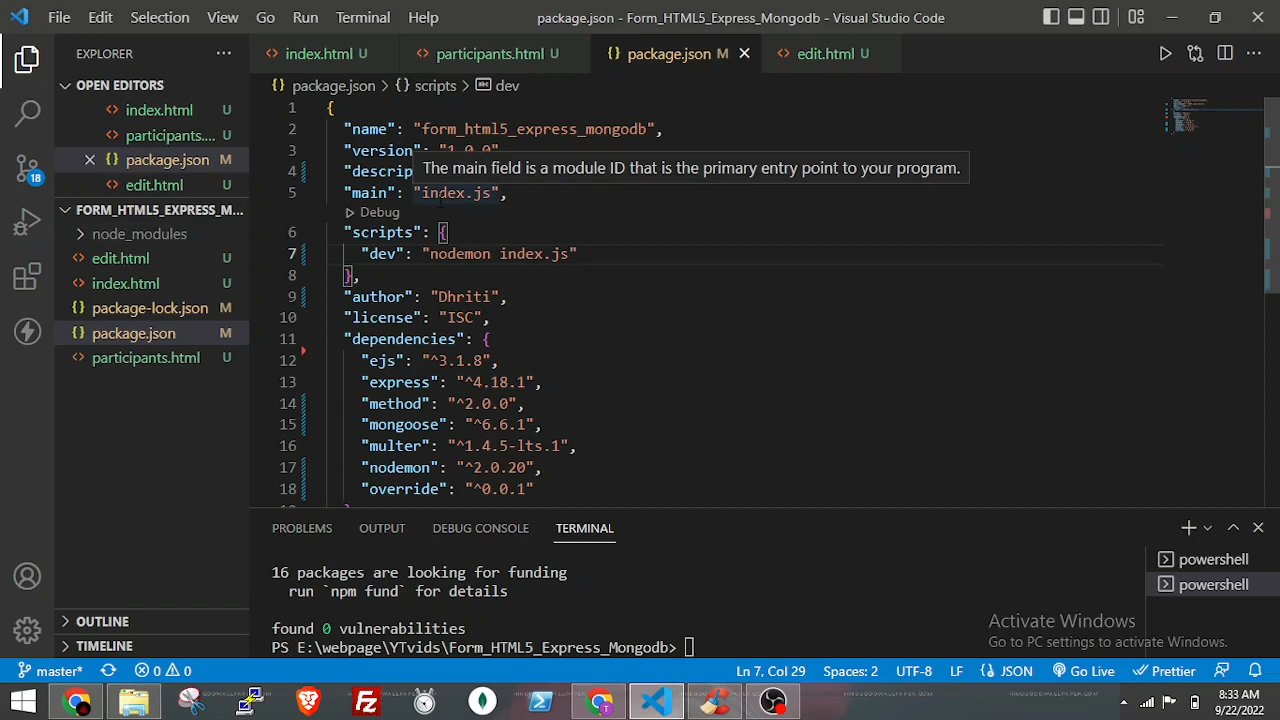 File Edit Selection View Go Run Terminal Help package.json - Form_HTML5_Express_Mongodb - Visual Studio Code
EXPLORER
OPEN EDITORS
index.html U
participants.... U
package.json M
edit.html U
FORM_HTML5_EXPRESS_M...
node_modules
edit.html U
index.html U
package-lock.json M
package.json M
participants.html U
OUTLINE
TIMELINE
18
index.html U participants.html U package.json M edit.html U
package.json > {} scripts > dev
1 {
2 "name": "form_html5_express_mongodb",
3 "version": "1.0.0"
The main field is a module ID that is the primary entry point to your program.
4 "descrip
5 "main": "index.js",
Debug
6 "scripts": {
7 "dev": "nodemon index.js"
8 },
9 "author": "Dhriti",
10 "license": "ISC",
11 "dependencies": {
12 "ejs": "^3.1.8",
13 "express": "^4.18.1",
14 "method": "^2.0.0",
15 "mongoose": "^6.6.1",
16 "multer": "^1.4.5-lts.1",
17 "nodemon": "^2.0.20",
18 "override": "^0.0.1"
PROBLEMS OUTPUT DEBUG CONSOLE TERMINAL
16 packages are looking for funding
run `npm fund` for details
found 0 vulnerabilities
PS E:\webpage\YTvids\Form_HTML5_Express_Mongodb>
powershell
powershell
Activate Windows
Go to PC settings to activate Windows.
master* 0 0 Ln 7, Col 29 Spaces: 2 UTF-8 LF {} JSON Go Live Prettier
8:33 AM
9/22/2022